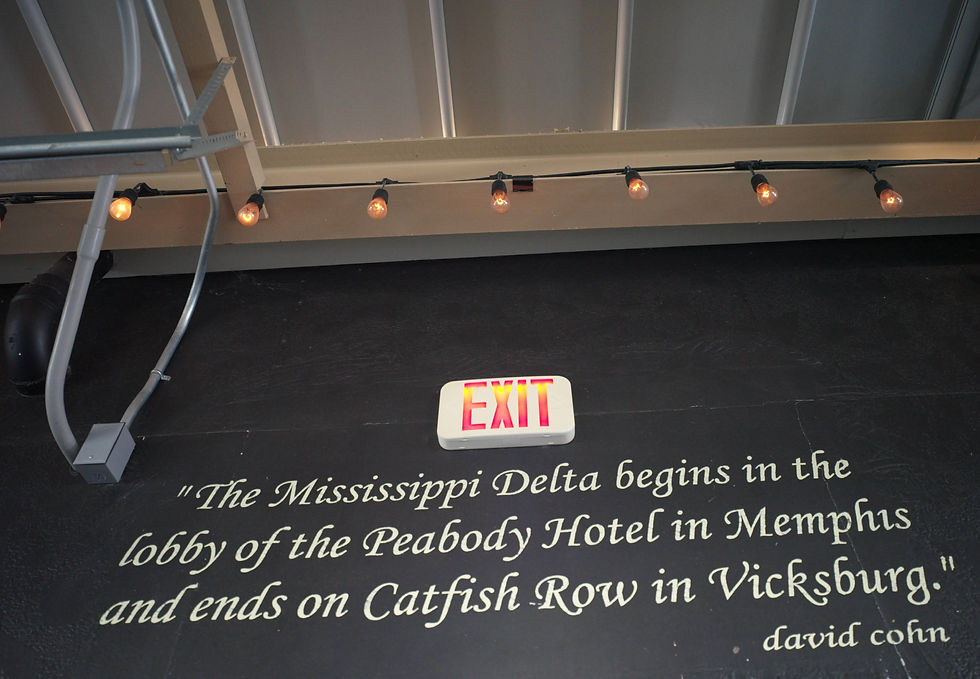 EXIT
"The Mississippi Delta begins in the
lobby of the Peabody Hotel in Memphis
and ends on Catfish Row in Vicksburg."
david cohn